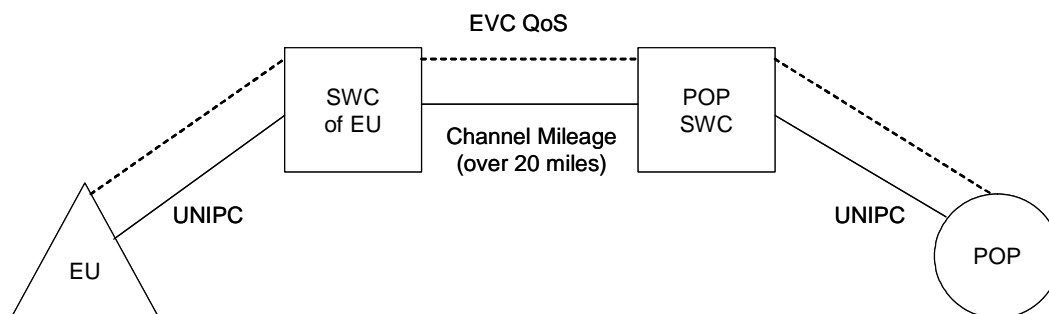 EVC QoS
SWC
of EU
POP
SWC
Channel Mileage
(over 20 miles)
UNIPC
UNIPC
EU
POP